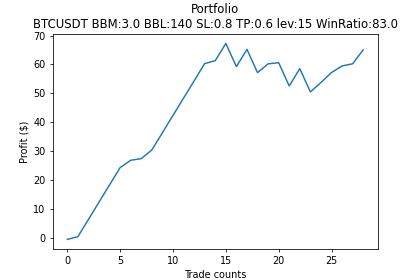 Portfolio
BTCUSDT BBM:3.0 BBL:140 SL:0.8 TP:0.6 lev:15 WinRatio:83.0
70
60
50
40
30
20
10
0
Profit ($)
0 5 10 15 20 25
Trade counts